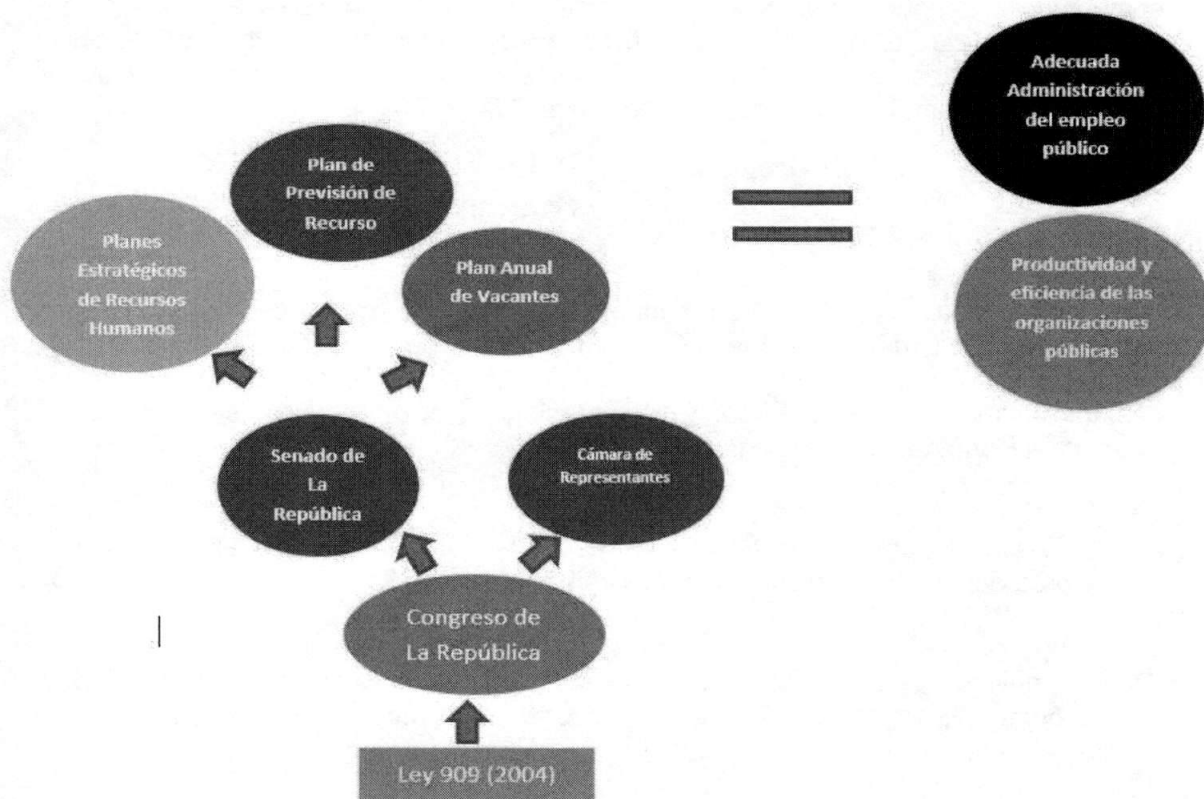 Adecuada
Administración
del empleo
público
Plan de
Previsión de
Recurso
Planes
Estratégicos
de Recursos
Humanos
Plan Anual
de Vacantes
Productividad y
eficiencia de las
organizaciones
públicas
Senado de
La
República
Cámara de
Representantes
Congreso de
La República
Ley 909 (2004)